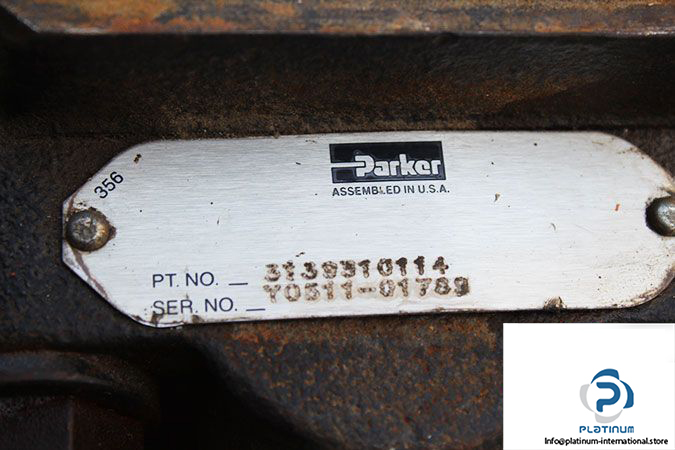 356
Parker
ASSEMBLED IN U.S.A.
PT. NO. 3139310114
SER. NO. Y0511-01789
P
PLATINUM
Info@platinum-international.store